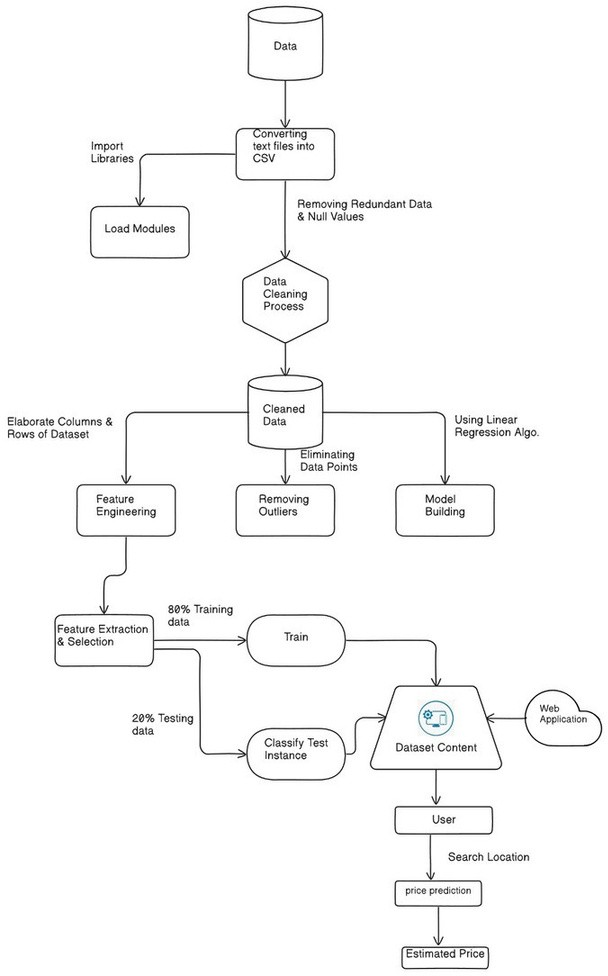 Data
Converting
text files into
CSV
Import
Libraries
Load Modules
Removing Redundant Data
& Null Values
Data
Cleaning
Process
Cleaned
Data
Elaborate Columns &
Rows of Dataset
Using Linear
Regression Algo.
Eliminating
Data Points
Feature
Engineering
Removing
Outliers
Model
Building
Feature Extraction
& Selection
80% Training
data
Train
20% Testing
data
Classify Test
Instance
Dataset Content
Web
Application
User
Search Location
price prediction
Estimated Price